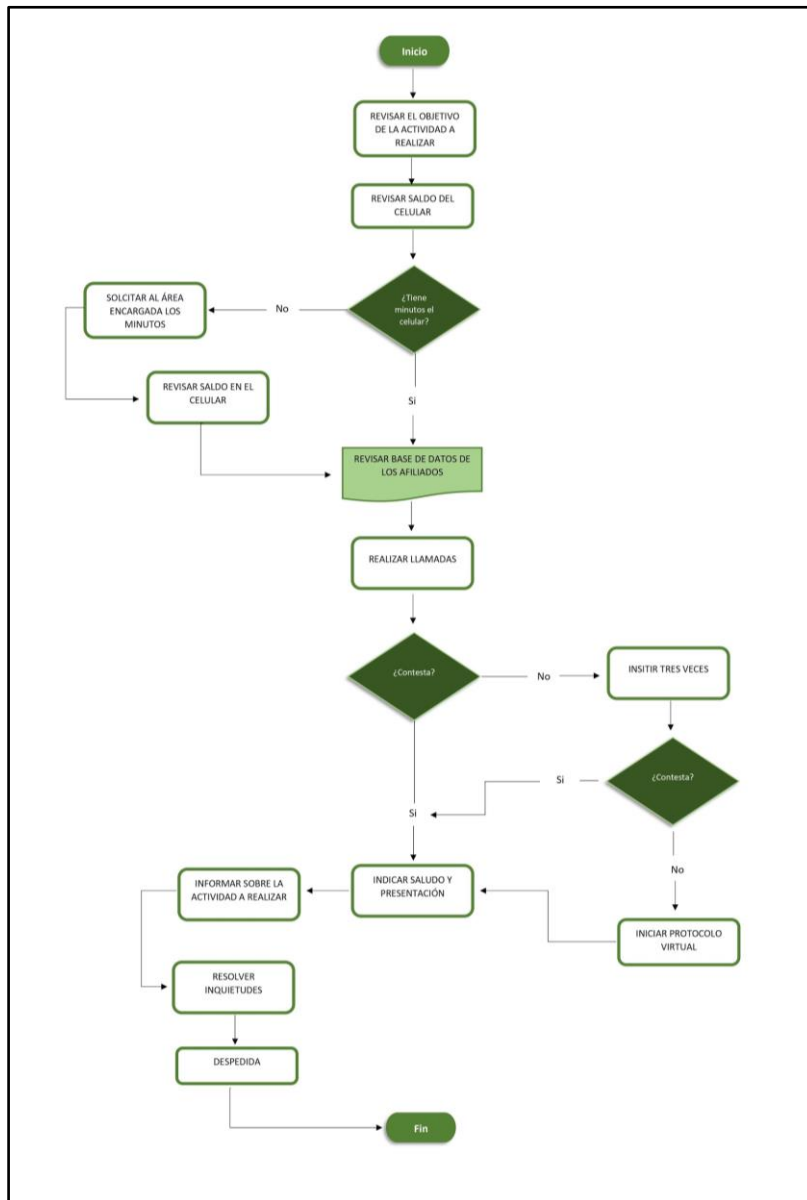 Inicio
REVISAR EL OBJETIVO
DE LA ACTIVIDAD A
REALIZAR
REVISAR SALDO DEL
CELULAR
¿Tiene
minutos el
celular?
No
SOLCITAR AL ÁREA
ENCARGADA LOS
MINUTOS
REVISAR SALDO EN EL
CELULAR
Si
REVISAR BASE DE DATOS DE
LOS AFILIADOS
REALIZAR LLAMADAS
¿Contesta?
No
INSITIR TRES VECES
¿Contesta?
Si
Si
No
INICIAR PROTOCOLO
VIRTUAL
INDICAR SALUDO Y
PRESENTACIÓN
INFORMAR SOBRE LA
ACTIVIDAD A REALIZAR
RESOLVER
INQUIETUDES
DESPEDIDA
Fin